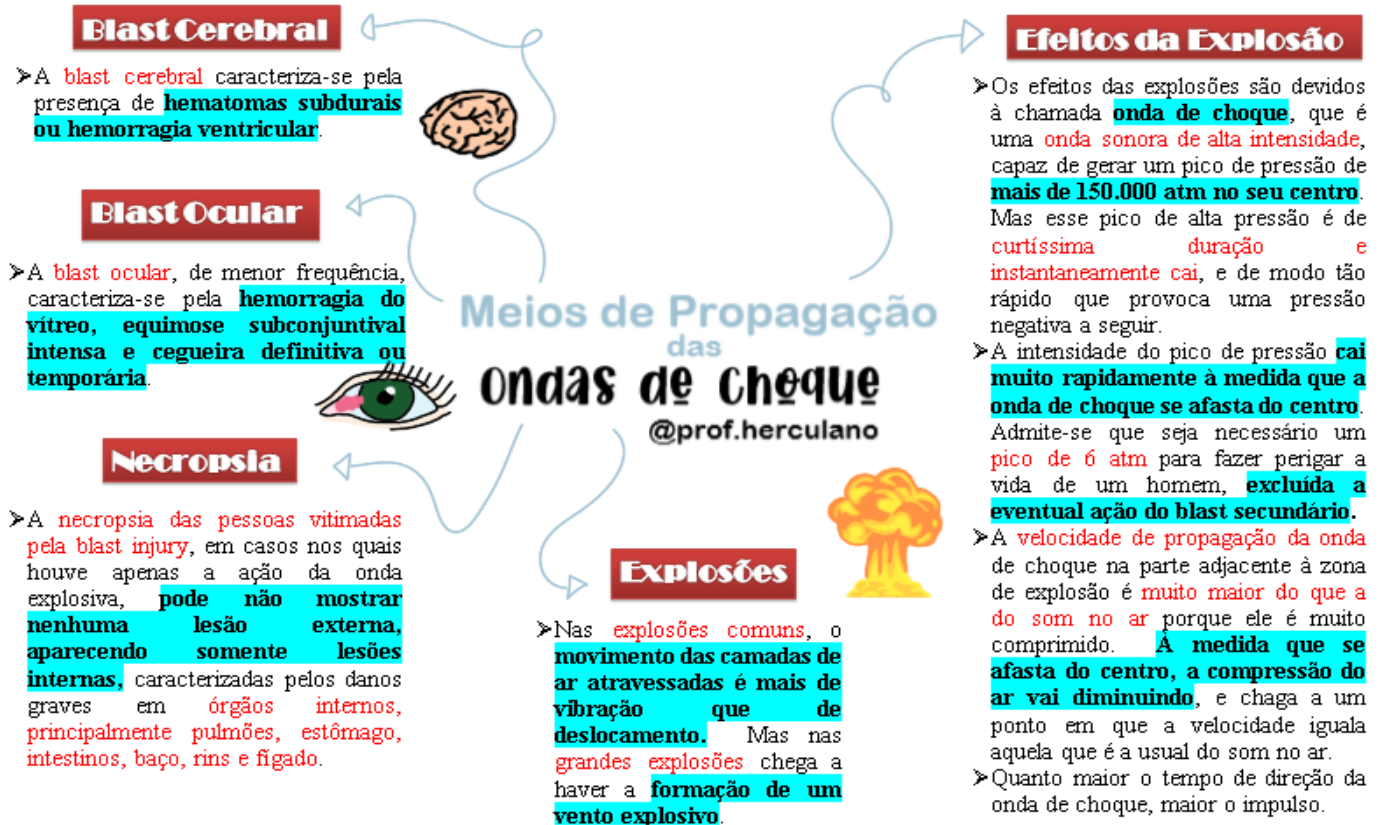 Blast Cerebral
➢A blast cerebral caracteriza-se pela
presença de hematomas subdurais
ou hemorragia ventricular.
Blast Ocular
➢A blast ocular, de menor frequência,
caracteriza-se pela hemorragia do
vítreo, equimose subconjuntival
intensa e cegueira definitiva ou
temporária.
Necropsia
➢A necropsia das pessoas vitimadas
pela blast injury, em casos nos quais
houve apenas a ação da onda
explosiva, pode não mostrar
nenhuma lesão externa,
aparecendo somente lesões
internas, caracterizadas pelos danos
graves em órgãos internos,
principalmente pulmões, estômago,
intestinos, baço, rins e fígado.
Meios de Propagação
das
Ondas de Choque
@prof.herculano
Explosões
➢Nas explosões comuns, o
movimento das camadas de
ar atravessadas é mais de
vibração que de
deslocamento. Mas nas
grandes explosões chega a
haver a formação de um
vento explosivo.
Efeitos da Explosão
➢Os efeitos das explosões são devidos
à chamada onda de choque, que é
uma onda sonora de alta intensidade,
capaz de gerar um pico de pressão de
mais de 150.000 atm no seu centro.
Mas esse pico de alta pressão é de
curtíssima duração e
instantaneamente cai, e de modo tão
rápido que provoca uma pressão
negativa a seguir.
➢A intensidade do pico de pressão cai
muito rapidamente à medida que a
onda de choque se afasta do centro.
Admite-se que seja necessário um
pico de 6 atm para fazer perigar a
vida de um homem, excluída a
eventual ação do blast secundário.
➢A velocidade de propagação da onda
de choque na parte adjacente à zona
de explosão é muito maior do que a
do som no ar porque ele é muito
comprimido. À medida que se
afasta do centro, a compressão do
ar vai diminuindo, e chaga a um
ponto em que a velocidade iguala
aquela que é a usual do som no ar.
➢Quanto maior o tempo de direção da
onda de choque, maior o impulso.